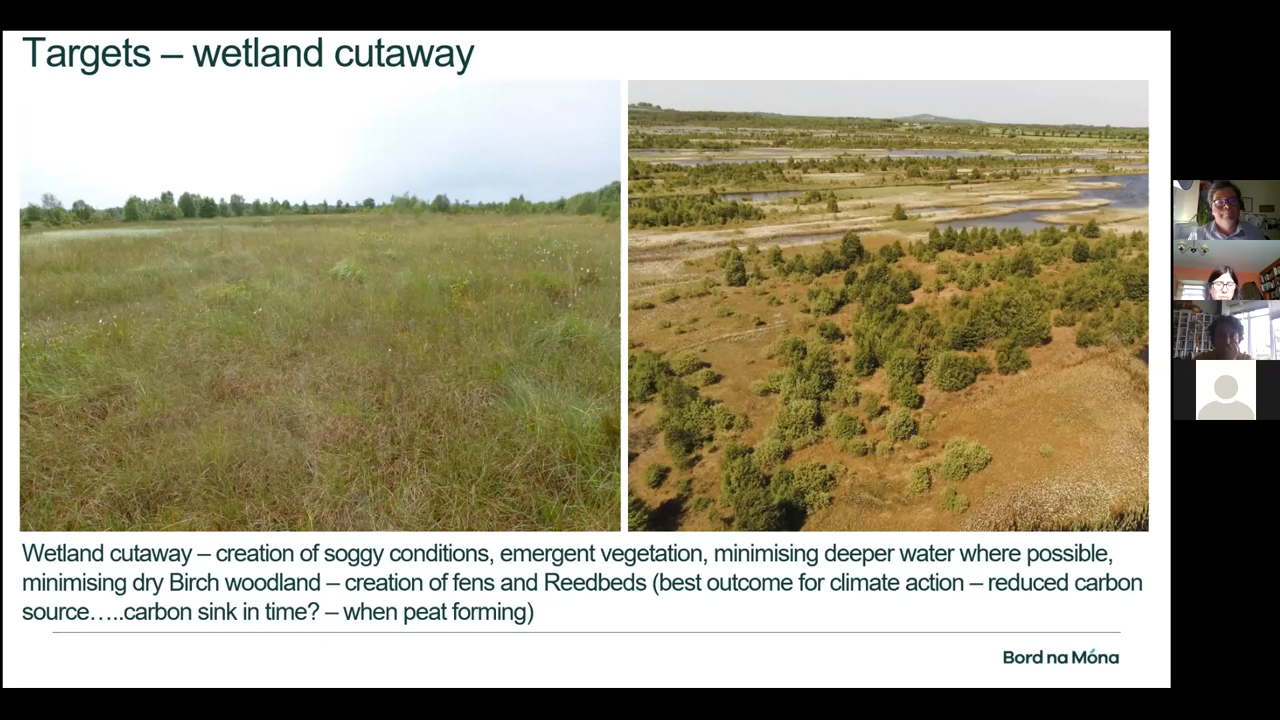 Targets – wetland cutaway
Wetland cutaway – creation of soggy conditions, emergent vegetation, minimising deeper water where possible,
minimising dry Birch woodland – creation of fens and Reedbeds (best outcome for climate action – reduced carbon
source…..carbon sink in time? – when peat forming)
Bord na Móna